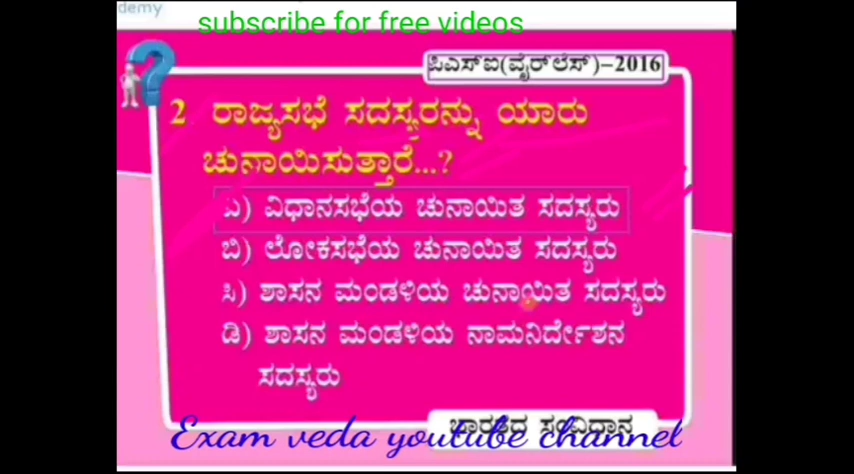 demy
subscribe for free videos
ಪಿಎಸ್ಐ(ವೈರ್‌ಲೆಸ್)–2016
2 ರಾಜ್ಯಸಭೆ ಸದಸ್ಯರನ್ನು ಯಾರು
ಚುನಾಯಿಸುತ್ತಾರೆ...?
ಎ) ವಿಧಾನಸಭೆಯ ಚುನಾಯಿತ ಸದಸ್ಯರು
ಬಿ) ಲೋಕಸಭೆಯ ಚುನಾಯಿತ ಸದಸ್ಯರು
ಸಿ) ಶಾಸನ ಮಂಡಳಿಯ ಚುನಾಯಿತ ಸದಸ್ಯರು
ಡಿ) ಶಾಸನ ಮಂಡಳಿಯ ನಾಮನಿರ್ದೇಶನ
ಸದಸ್ಯರು
ಭಾರತದ ಸಂವಿಧಾನ
Exam veda youtube channel